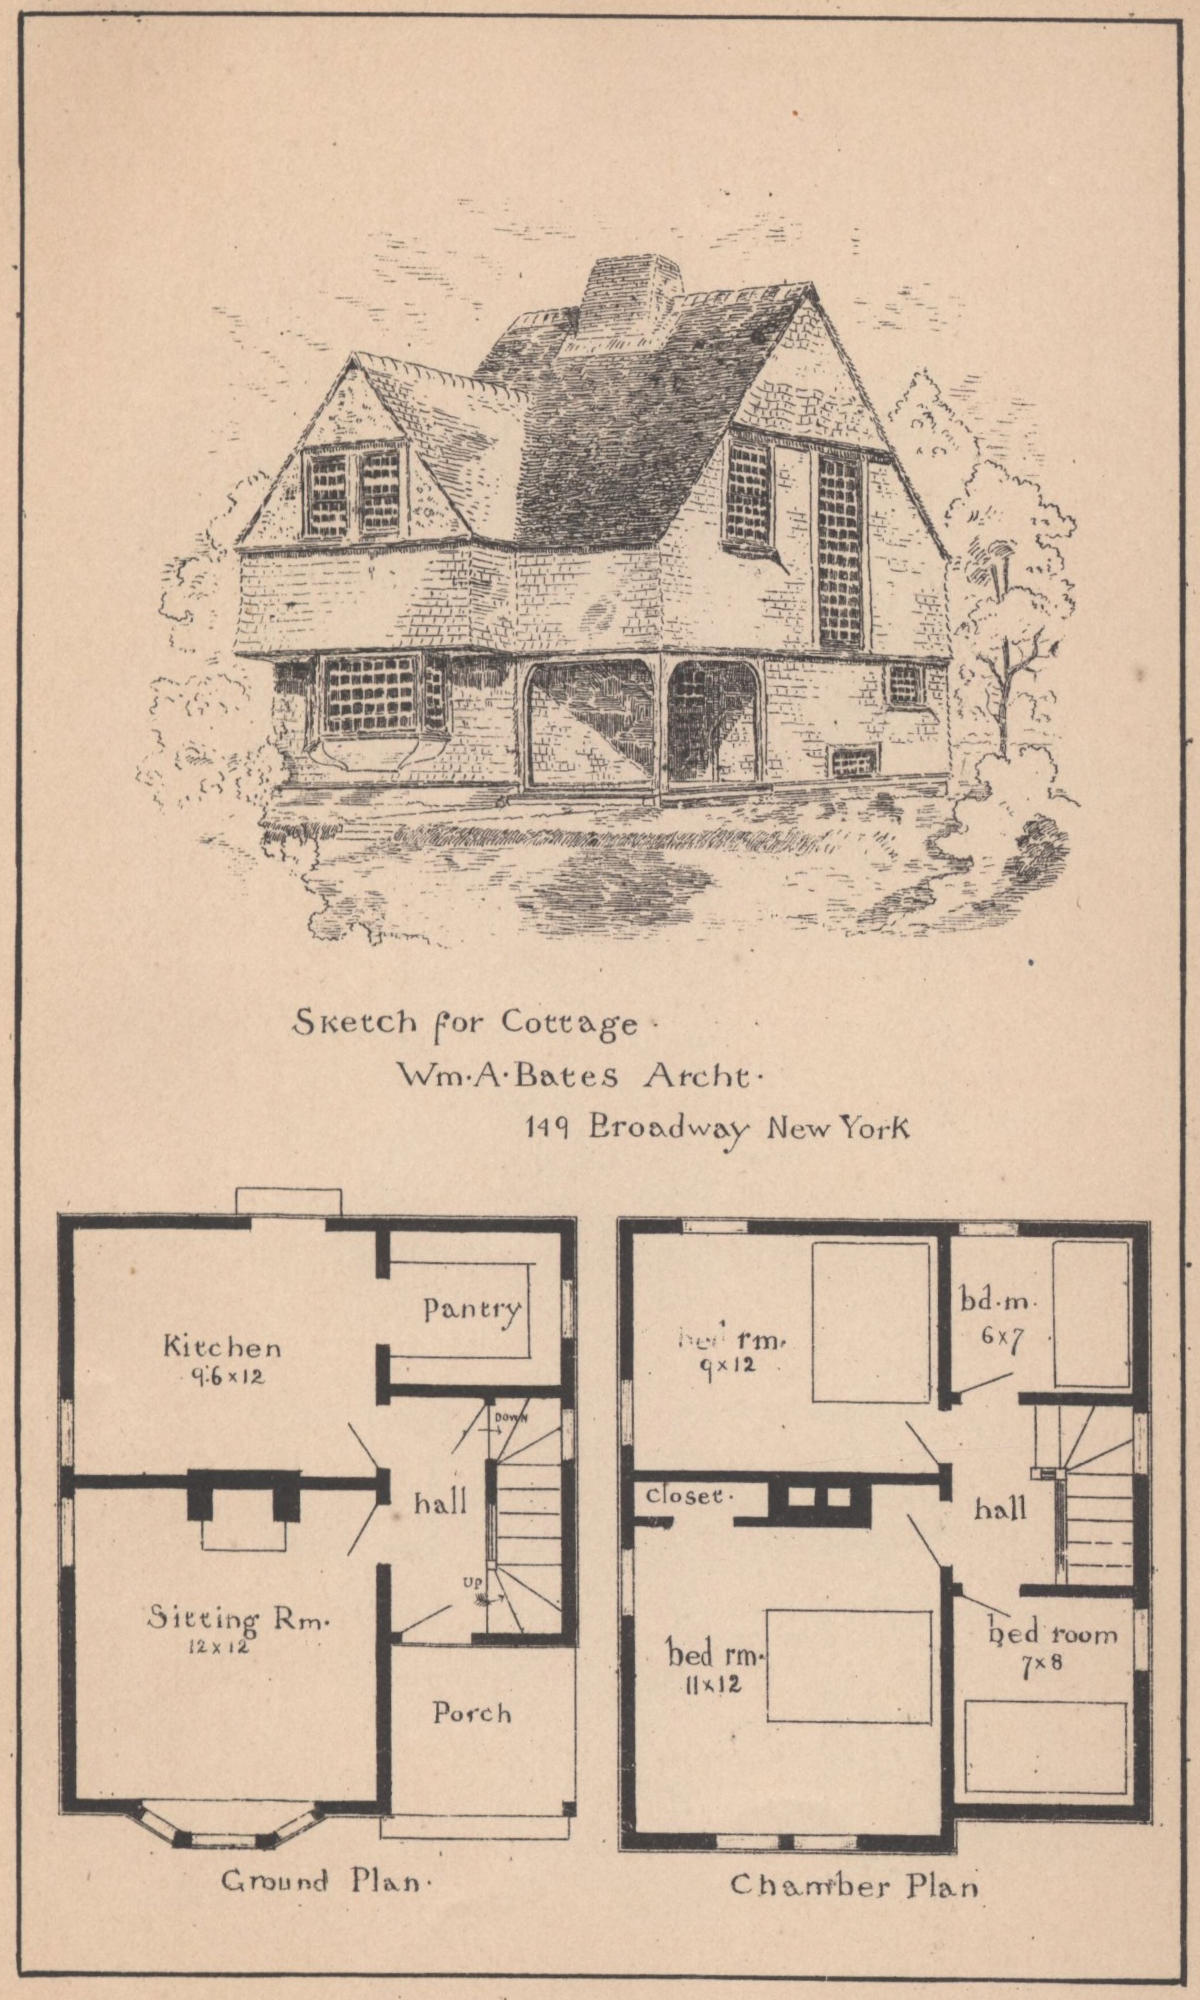 Sketch for Cottage.
Wm. A. Bates Archt.
149 Broadway New York
Kitchen
9:6 x 12
Pantry
DOWN
hall
UP
Sitting Rm.
12 x 12
Porch
Ground Plan.
bed rm.
9 x 12
bd. m.
6 x 7
closet.
hall
bed rm.
11 x 12
bed room
7 x 8
Chamber Plan